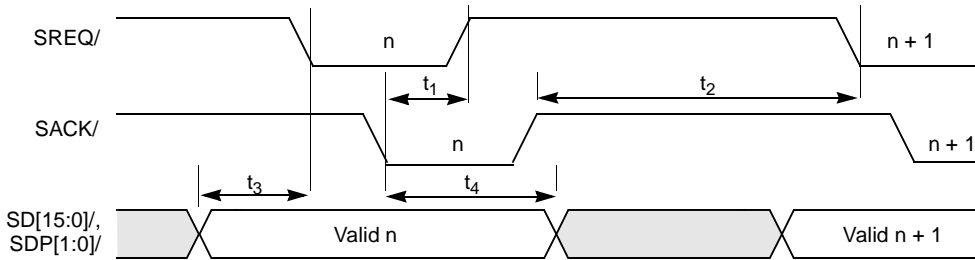 SREQ/
n
n + 1
t1
t2
SACK/
n
n + 1
t3
t4
SD[15:0]/,
SDP[1:0]/
Valid n
Valid n + 1